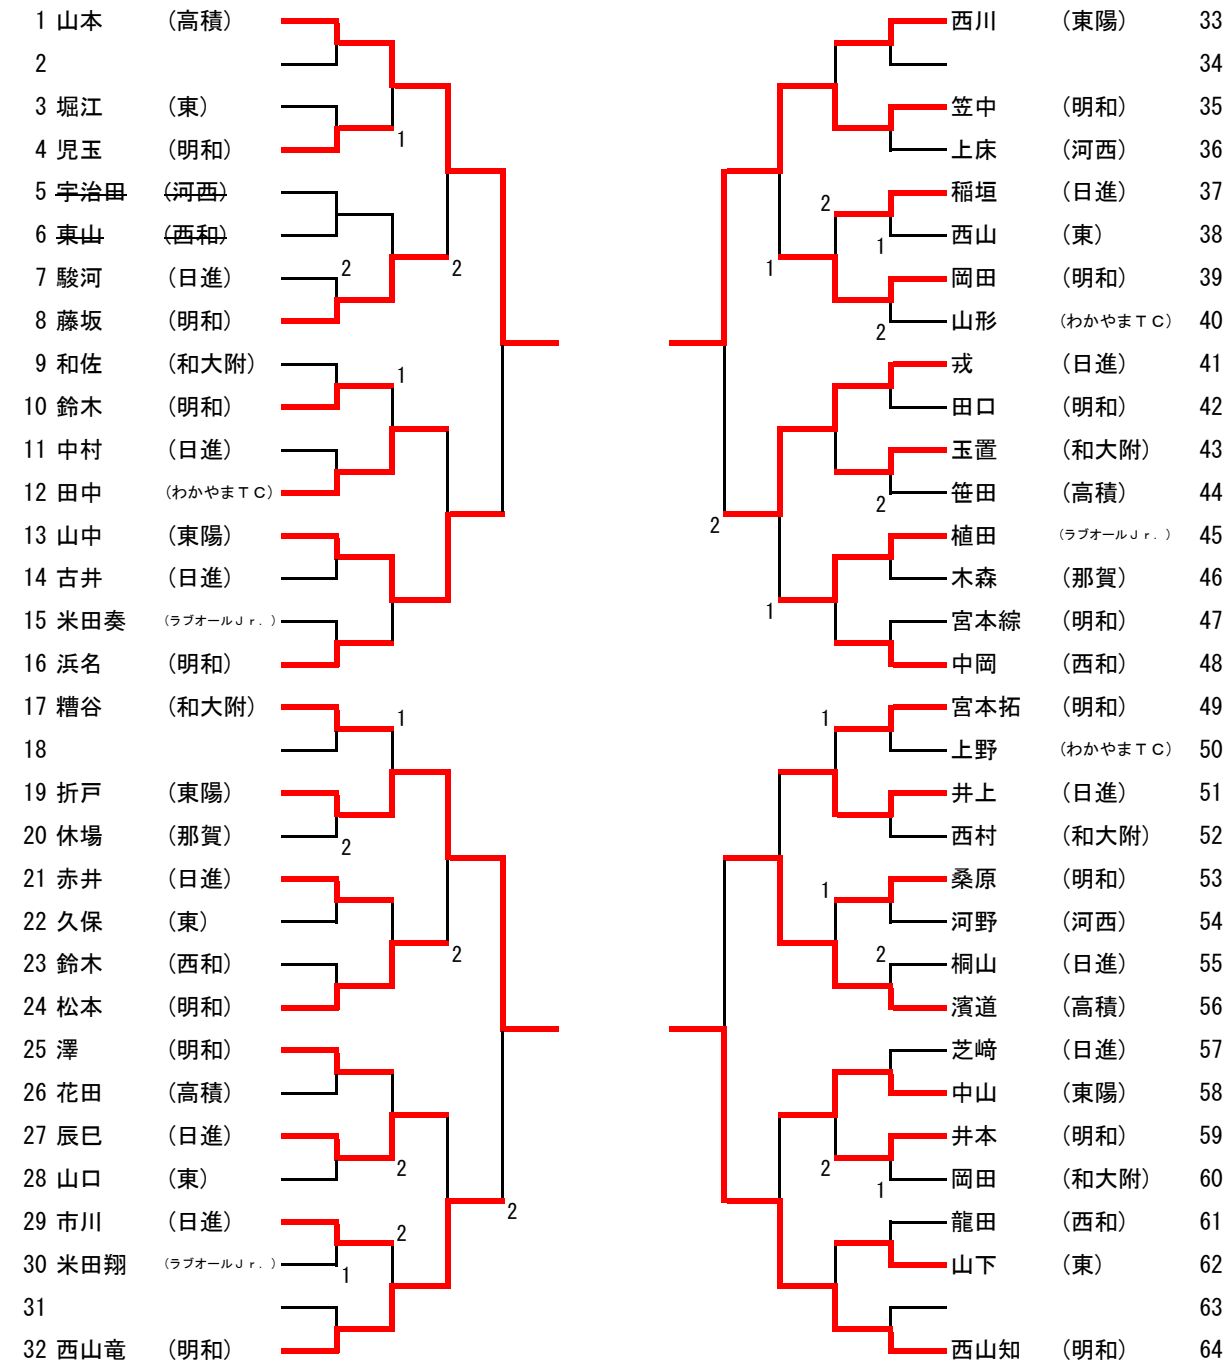 1 山本 (高積)
2
3 堀江 (東)
4 児玉 (明和)
1
5 宇治田 (河西)
6 東山 (西和)
7 駿河 (日進)
2
2
8 藤坂 (明和)
9 和佐 (和大附)
1
10 鈴木 (明和)
11 中村 (日進)
12 田中 (わかやまTC)
13 山中 (東陽)
14 古井 (日進)
15 米田奏 (ラブオールJr.)
16 浜名 (明和)
17 糟谷 (和大附)
1
18
19 折戸 (東陽)
20 休場 (那賀)
2
21 赤井 (日進)
22 久保 (東)
23 鈴木 (西和)
2
24 松本 (明和)
25 澤 (明和)
26 花田 (高積)
27 辰巳 (日進)
28 山口 (東)
2
29 市川 (日進)
2
2
30 米田翔 (ラブオールJr.)
1
31
32 西山竜 (明和)
西川 (東陽) 33
34
笠中 (明和) 35
上床 (河西) 36
稲垣 (日進) 37
2
西山 (東) 38
1
岡田 (明和) 39
1
山形 (わかやまTC) 40
2
戎 (日進) 41
田口 (明和) 42
玉置 (和大附) 43
笹田 (高積) 44
2
植田 (ラブオールJr.) 45
2
木森 (那賀) 46
宮本綜 (明和) 47
1
中岡 (西和) 48
宮本拓 (明和) 49
1
上野 (わかやまTC) 50
井上 (日進) 51
西村 (和大附) 52
桑原 (明和) 53
1
河野 (河西) 54
桐山 (日進) 55
2
濱道 (高積) 56
芝﨑 (日進) 57
中山 (東陽) 58
井本 (明和) 59
岡田 (和大附) 60
2
1
龍田 (西和) 61
山下 (東) 62
63
西山知 (明和) 64